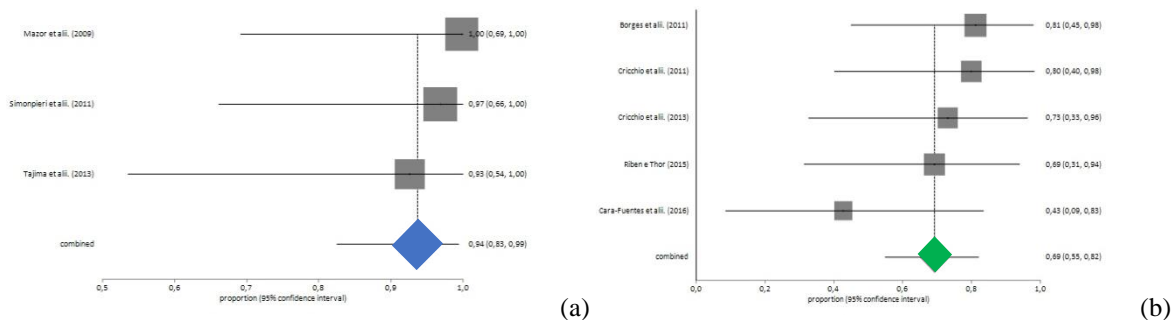 Mazor et alii. (2009) 1,00 (0,69, 1,00)
Simonpieri et alii. (2011) 0,97 (0,66, 1,00)
Tajima et alii. (2013) 0,93 (0,54, 1,00)
combined 0,94 (0,83, 0,99)
0,5 0,6 0,7 0,8 0,9 1,0
proportion (95% confidence interval)
(a)
Borges et alii. (2011) 0,81 (0,45, 0,98)
Cricchio et alii. (2011) 0,80 (0,40, 0,98)
Cricchio et alii. (2013) 0,73 (0,33, 0,96)
Riben e Thor (2015) 0,69 (0,31, 0,94)
Cara-Fuentes et alii. (2016) 0,43 (0,09, 0,83)
combined 0,69 (0,55, 0,82)
0,0 0,2 0,4 0,6 0,8 1,0
proportion (95% confidence interval)
(b)